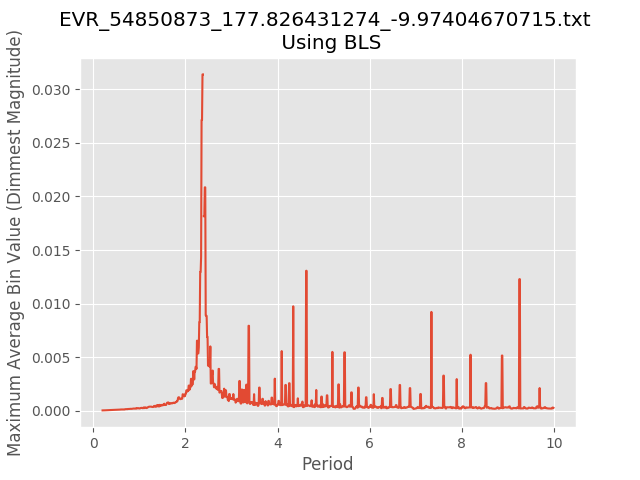 EVR_54850873_177.826431274_-9.97404670715.txt
Using BLS
Maximum Average Bin Value (Dimmest Magnitude)
0.030
0.025
0.020
0.015
0.010
0.005
0.000
0 2 4 6 8 10
Period